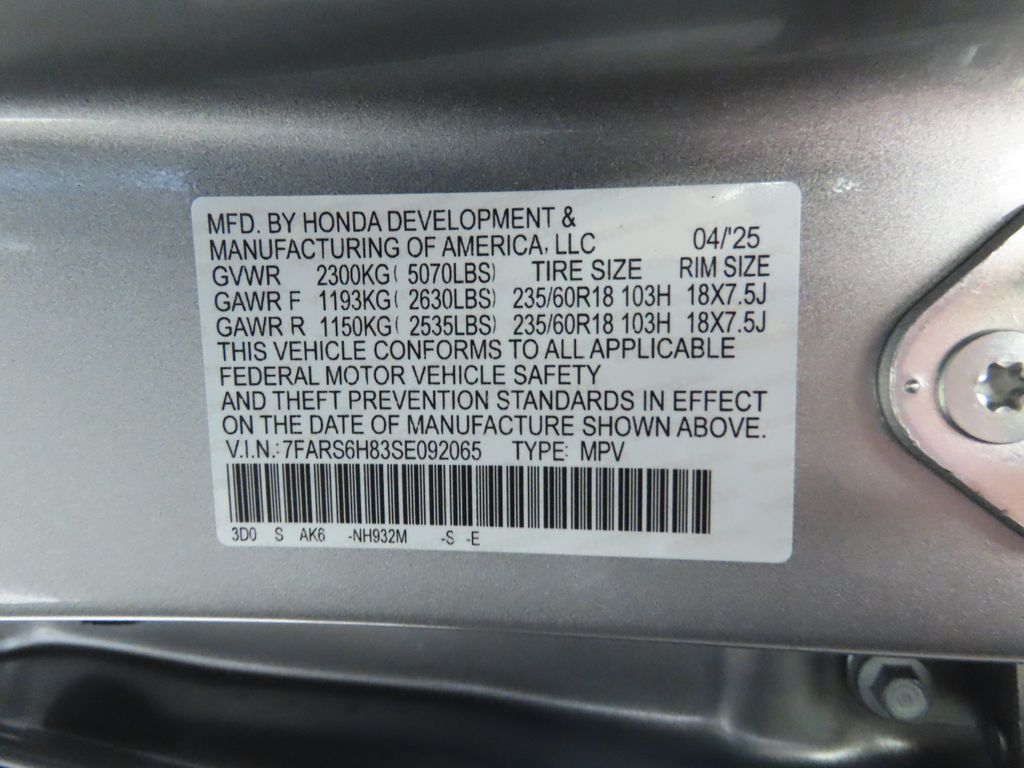 MFD. BY HONDA DEVELOPMENT &
MANUFACTURING OF AMERICA, LLC 04/'25
GVWR 2300KG( 5070LBS) TIRE SIZE RIM SIZE
GAWR F 1193KG( 2630LBS) 235/60R18 103H 18X7.5J
GAWR R 1150KG( 2535LBS) 235/60R18 103H 18X7.5J
THIS VEHICLE CONFORMS TO ALL APPLICABLE
FEDERAL MOTOR VEHICLE SAFETY
AND THEFT PREVENTION STANDARDS IN EFFECT
ON THE DATE OF MANUFACTURE SHOWN ABOVE.
V.I.N.: 7FARS6H83SE092065 TYPE: MPV
3D0 S AK6 -NH932M -S -E